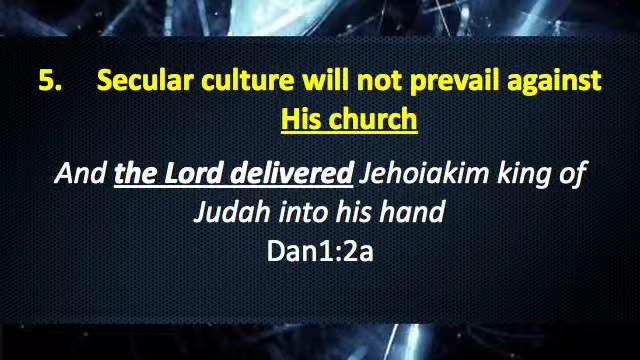 5. Secular culture will not prevail against
His church
And the Lord delivered Jehoiakim king of
Judah into his hand
Dan1:2a